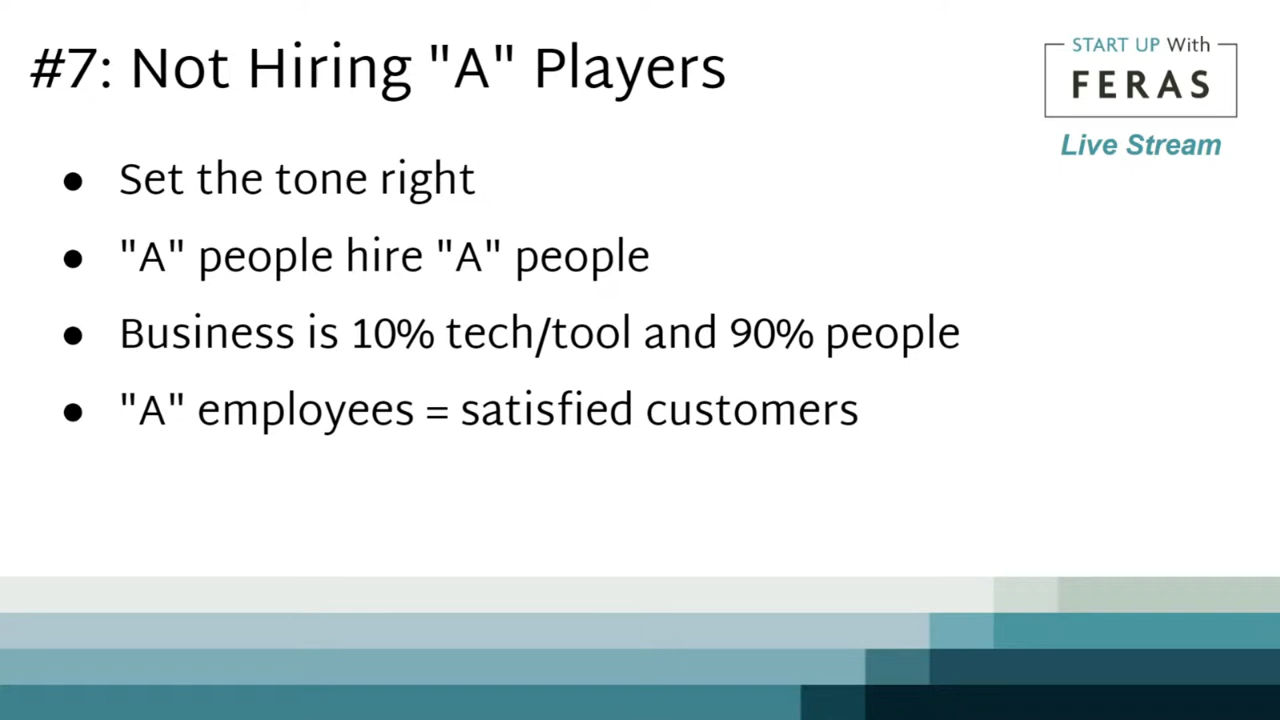 #7: Not Hiring "A" Players
START UP With
FERAS
Live Stream
● Set the tone right
● "A" people hire "A" people
● Business is 10% tech/tool and 90% people
● "A" employees = satisfied customers